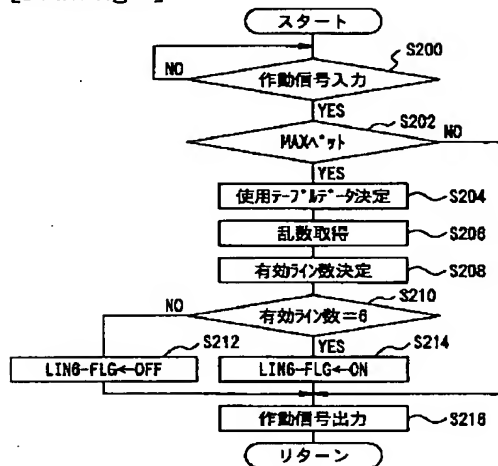 スタート
S200
作動信号入力
NO
YES
S202
MAXベット
NO
YES
使用テーブルデータ決定
S204
乱数取得
S206
有効ライン数決定
S208
S210
有効ライン数=6
NO
YES
S212
S214
LIN6-FLG←OFF
LIN6-FLG←ON
作動信号出力
S216
リターン